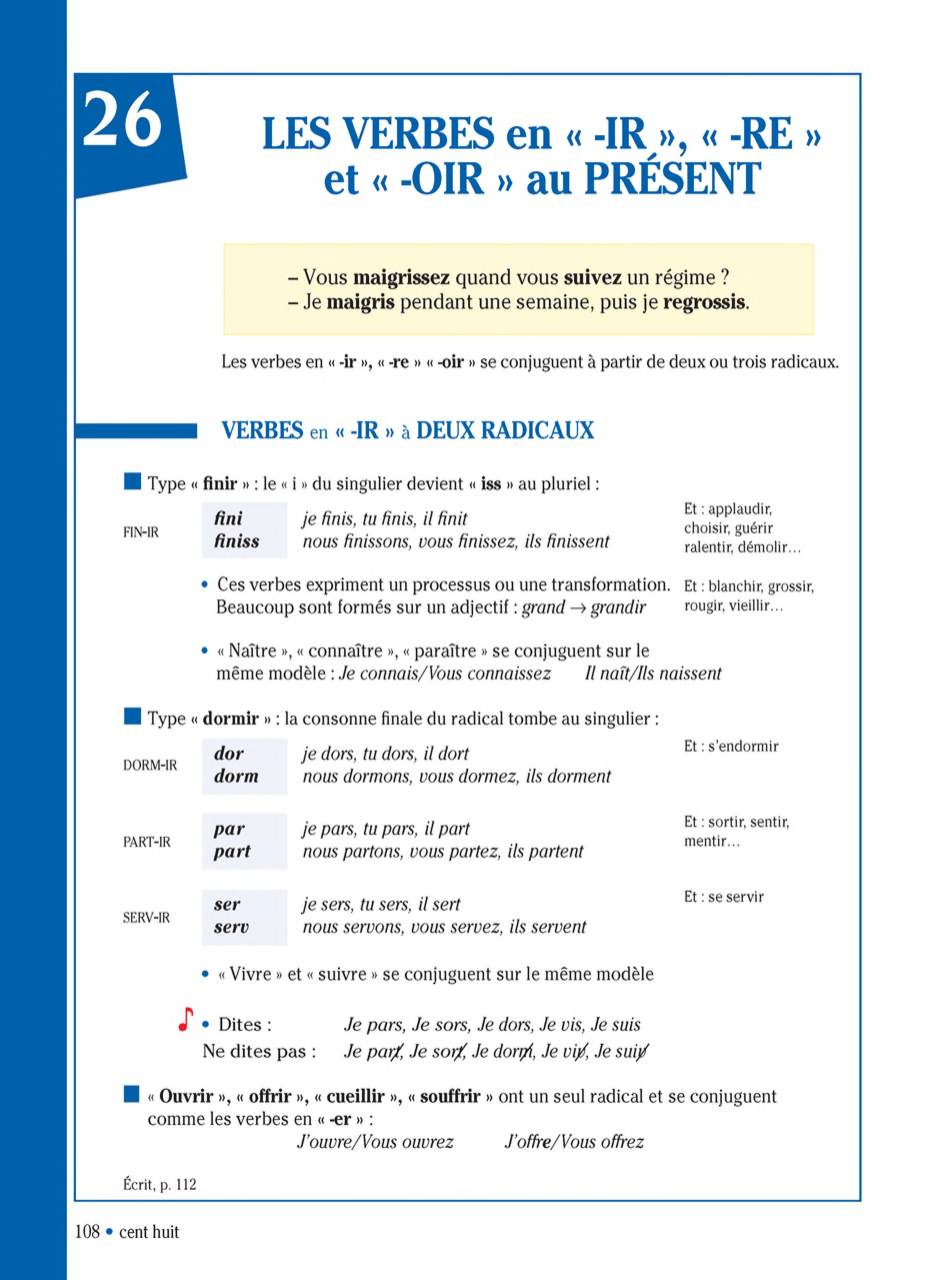 26
LES VERBES en « -IR », « -RE »
et « -OIR » au PRÉSENT
– Vous maigrissez quand vous suivez un régime ?
– Je maigris pendant une semaine, puis je regrossis.
Les verbes en « -ir », « -re » « -oir » se conjuguent à partir de deux ou trois radicaux.
VERBES en « -IR » à DEUX RADICAUX
Type « finir » : le « i » du singulier devient « iss » au pluriel :
FIN-IR
fini je finis, tu finis, il finit
finiss nous finissons, vous finissez, ils finissent
Et : applaudir,
choisir, guérir
ralentir, démolir…
• Ces verbes expriment un processus ou une transformation.
Beaucoup sont formés sur un adjectif : grand → grandir
Et : blanchir, grossir,
rougir, vieillir…
• « Naître », « connaître », « paraître » se conjuguent sur le
même modèle : Je connais/Vous connaissez Il naît/Ils naissent
Type « dormir » : la consonne finale du radical tombe au singulier :
DORM-IR
dor je dors, tu dors, il dort
dorm nous dormons, vous dormez, ils dorment
Et : s'endormir
PART-IR
par je pars, tu pars, il part
part nous partons, vous partez, ils partent
Et : sortir, sentir,
mentir…
SERV-IR
ser je sers, tu sers, il sert
serv nous servons, vous servez, ils servent
Et : se servir
• « Vivre » et « suivre » se conjuguent sur le même modèle
• Dites : Je pars, Je sors, Je dors, Je vis, Je suis
Ne dites pas : Je part, Je sort, Je dorm, Je viv, Je suiv
« Ouvrir », « offrir », « cueillir », « souffrir » ont un seul radical et se conjuguent
comme les verbes en « -er » :
J'ouvre/Vous ouvrez J'offre/Vous offrez
Écrit, p. 112
108 • cent huit